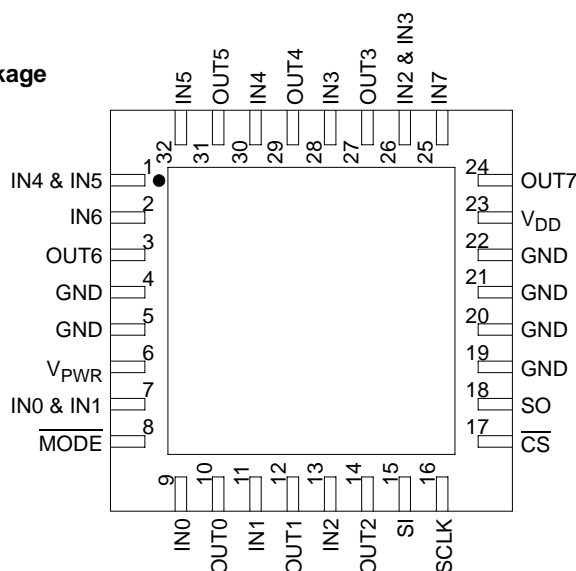 kage
IN5
OUT5
IN4
OUT4
IN3
OUT3
IN2 & IN3
IN7
32
31
30
29
28
27
26
25
IN4 & IN5 1
IN6 2
OUT6 3
GND 4
GND 5
VPWR 6
IN0 & IN1 7
MODE 8
24 OUT7
23 VDD
22 GND
21 GND
20 GND
19 GND
18 SO
17 CS
9
10
11
12
13
14
15
16
IN0
OUT0
IN1
OUT1
IN2
OUT2
SI
SCLK